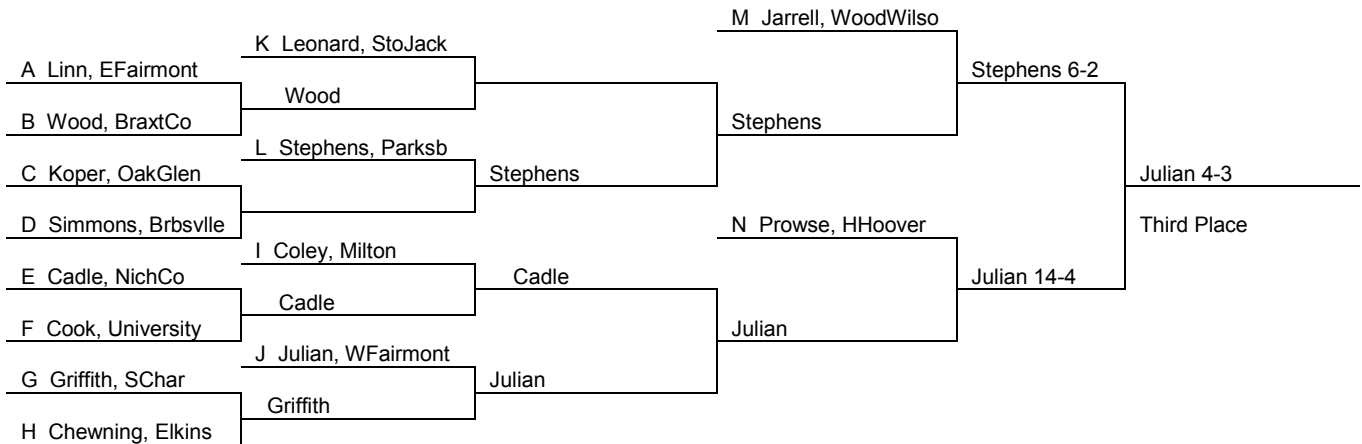 M Jarrell, WoodWilso
K Leonard, StoJack
A Linn, EFairmont
Stephens 6-2
Wood
B Wood, BraxtCo
Stephens
L Stephens, Parksb
C Koper, OakGlen
Stephens
Julian 4-3
D Simmons, Brbsvlle
N Prowse, HHoover
Third Place
I Coley, Milton
E Cadle, NichCo
Cadle
Julian 14-4
Cadle
F Cook, University
Julian
J Julian, WFairmont
G Griffith, SChar
Julian
Griffith
H Chewning, Elkins